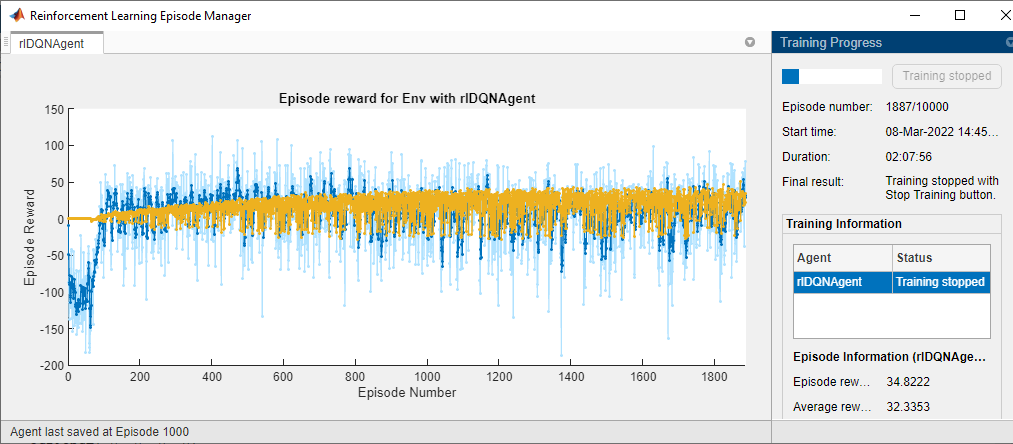 Reinforcement Learning Episode Manager
rlDQNAgent
Episode reward for Env with rlDQNAgent
150
100
50
0
-50
-100
-150
-200
Episode Reward
0
200
400
600
800
1000
1200
1400
1600
1800
Episode Number
Training Progress
Training stopped
Episode number: 1887/10000
Start time: 08-Mar-2022 14:45...
Duration: 02:07:56
Final result: Training stopped with
Stop Training button.
Training Information
Agent Status
rlDQNAgent Training stopped
Episode Information (rlDQNAge...
Episode rew... 34.8222
Average rew... 32.3353
Agent last saved at Episode 1000